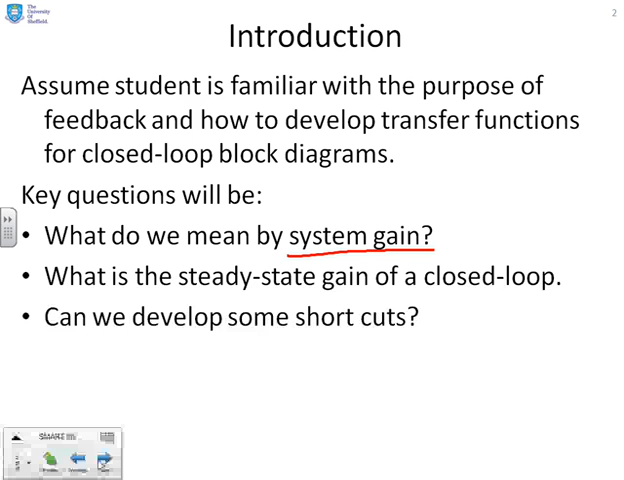 The
University
Of
Sheffield.
2
Introduction
Assume student is familiar with the purpose of
feedback and how to develop transfer functions
for closed-loop block diagrams.
Key questions will be:
• What do we mean by system gain?
• What is the steady-state gain of a closed-loop.
• Can we develop some short cuts?
SMART